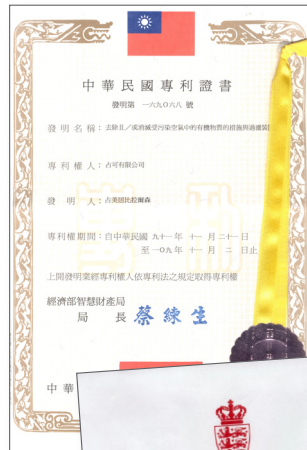 中華民國專利證書
發明第 一六九○六八 號
發明名稱：去除且／或消滅受污染空氣中的有機物質的措施與過濾裝
專利權人：占可有限公司
發 明 人：占美恩比拉爾森
專利權期間：自中華民國 九十一 年 十一 月 二十一 日
至 一○九 年 十一 月 二 日止
上開發明業經專利權人依專利法之規定取得專利權
經濟部智慧財產局
局 長 蔡練生
中華